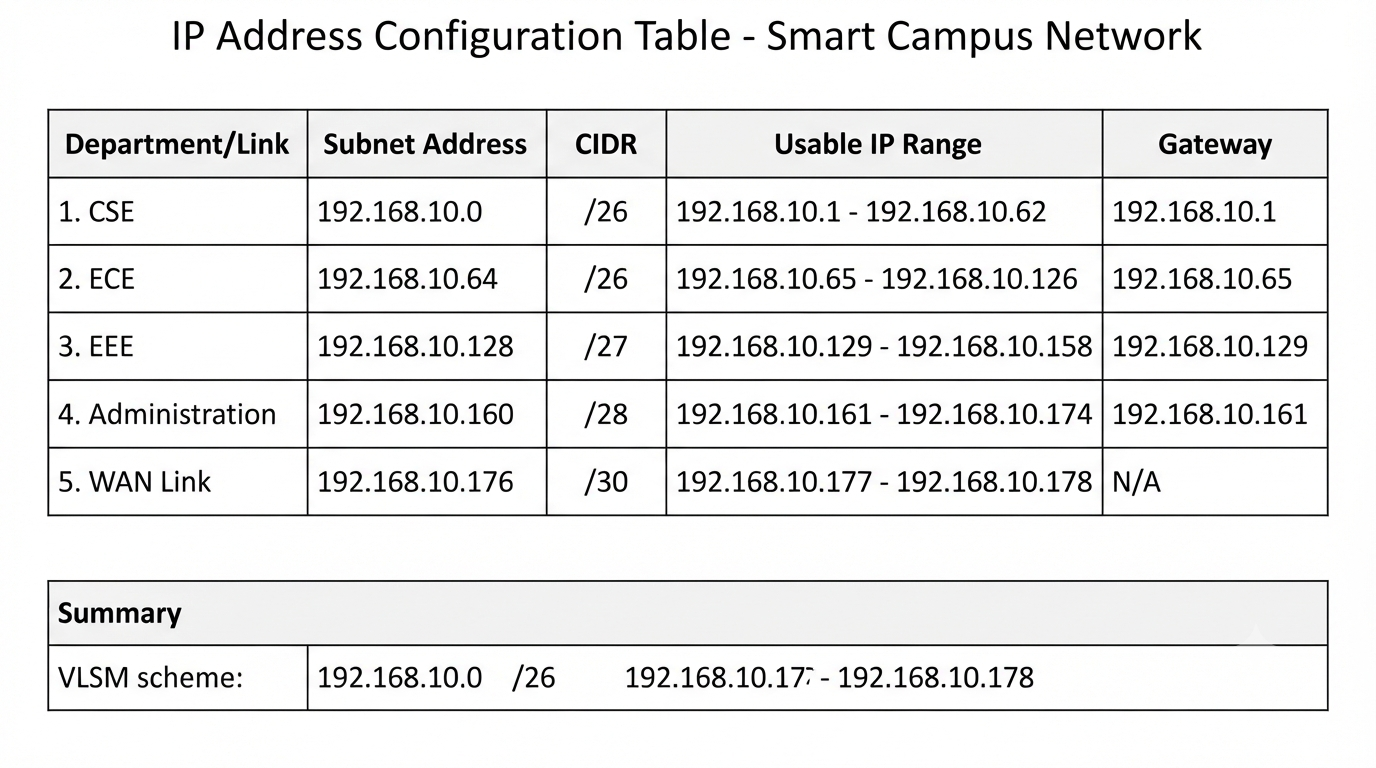 IP Address Configuration Table - Smart Campus Network
Department/Link Subnet Address CIDR Usable IP Range Gateway
1. CSE 192.168.10.0 /26 192.168.10.1 - 192.168.10.62 192.168.10.1
2. ECE 192.168.10.64 /26 192.168.10.65 - 192.168.10.126 192.168.10.65
3. EEE 192.168.10.128 /27 192.168.10.129 - 192.168.10.158 192.168.10.129
4. Administration 192.168.10.160 /28 192.168.10.161 - 192.168.10.174 192.168.10.161
5. WAN Link 192.168.10.176 /30 192.168.10.177 - 192.168.10.178 N/A
Summary
VLSM scheme: 192.168.10.0 /26 - 192.168.10.178